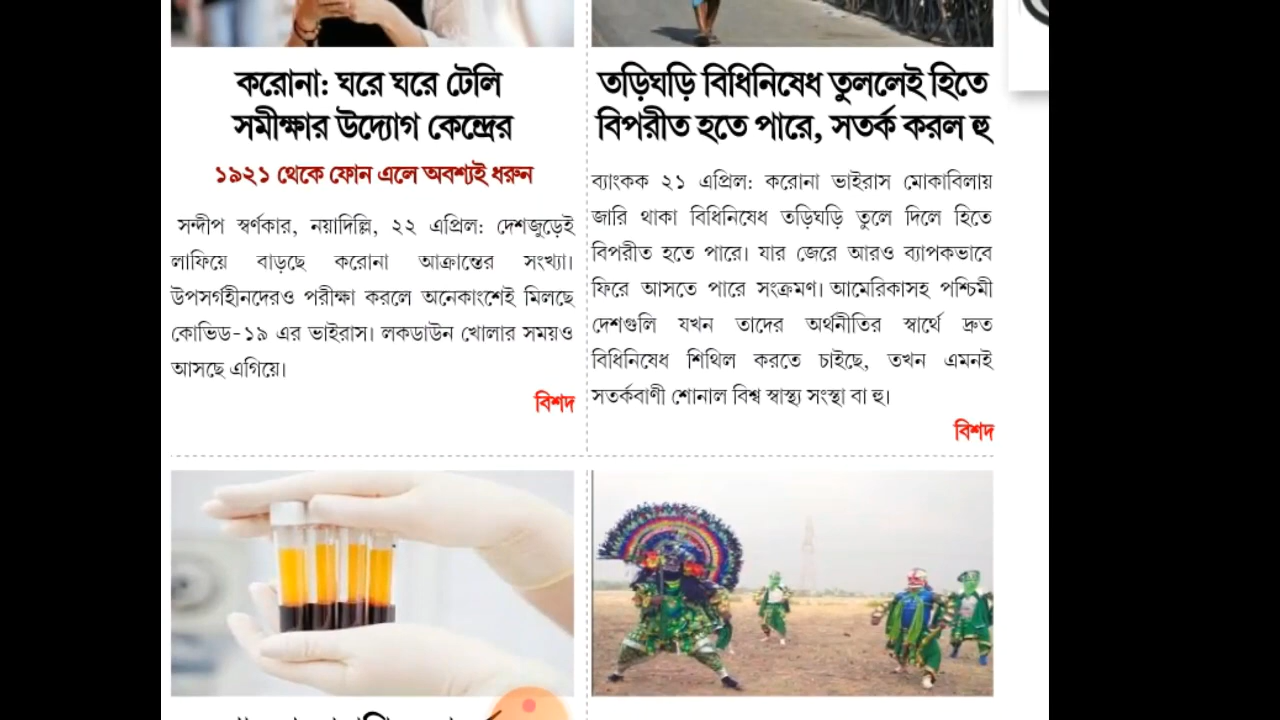 করোনা: ঘরে ঘরে টেলি
সমীক্ষার উদ্যোগ কেন্দ্রের
১৯২১ থেকে ফোন এলে অবশ্যই ধরুন
সন্দীপ স্বর্ণকার, নয়াদিল্লি, ২২ এপ্রিল: দেশজুড়েই
লাফিয়ে বাড়ছে করোনা আক্রান্তের সংখ্যা।
উপসর্গহীনদেরও পরীক্ষা করলে অনেকাংশেই মিলছে
কোভিড-১৯ এর ভাইরাস। লকডাউন খোলার সময়ও
আসছে এগিয়ে।
বিশদ
তড়িঘড়ি বিধিনিষেধ তুললেই হিতে
বিপরীত হতে পারে, সতর্ক করল হু
ব্যাংকক ২১ এপ্রিল: করোনা ভাইরাস মোকাবিলায়
জারি থাকা বিধিনিষেধ তড়িঘড়ি তুলে দিলে হিতে
বিপরীত হতে পারে। যার জেরে আরও ব্যাপকভাবে
ফিরে আসতে পারে সংক্রমণ। আমেরিকাসহ পশ্চিমী
দেশগুলি যখন তাদের অর্থনীতির স্বার্থে দ্রুত
বিধিনিষেধ শিথিল করতে চাইছে, তখন এমনই
সতর্কবাণী শোনাল বিশ্ব স্বাস্থ্য সংস্থা বা হু।
বিশদ